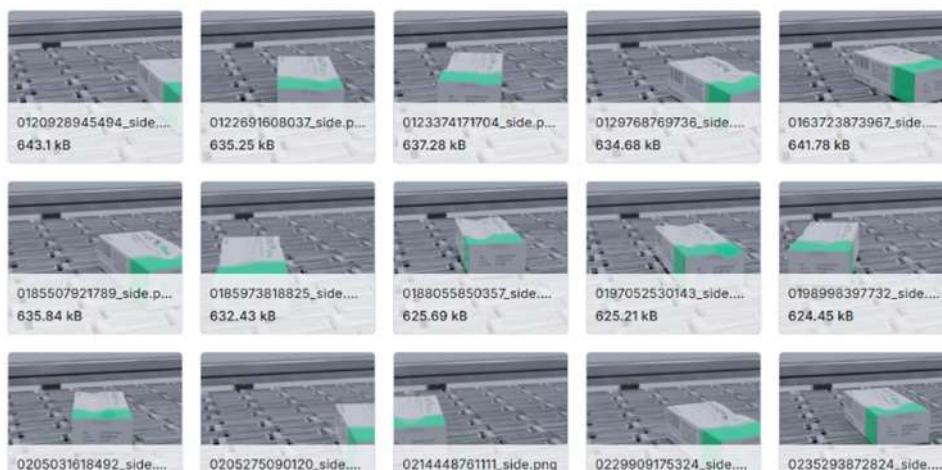 0120928945494_side....
643.1 kB
0122691608037_side.p...
635.25 kB
0123374171704_side.p...
637.28 kB
0129768769736_side....
634.68 kB
0163723873967_side....
641.78 kB
0185507921789_side.p...
635.84 kB
0185973818825_side....
632.43 kB
0188055850357_side....
625.69 kB
0197052530143_side....
625.21 kB
0198998397732_side....
624.45 kB
0205031618492_side....
0205275090120_side....
0214448761111_side.png
0229909175324_side....
0235293872824_side....